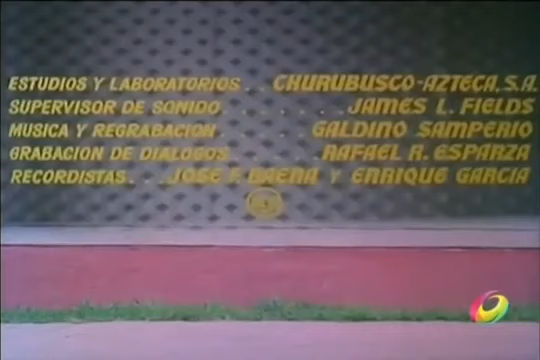 ESTUDIOS Y LABORATORIOS . . CHURUBUSCO-AZTECA, S.A.
SUPERVISOR DE SONIDO . . . . . . JAMES L. FIELDS
MUSICA Y REGRABACION . . . . GALDINO SAMPERIO
GRABACION DE DIALOGOS . . . . RAFAEL R. ESPARZA
RECORDISTAS. . . JOSE F. BAENA Y ENRIQUE GARCIA